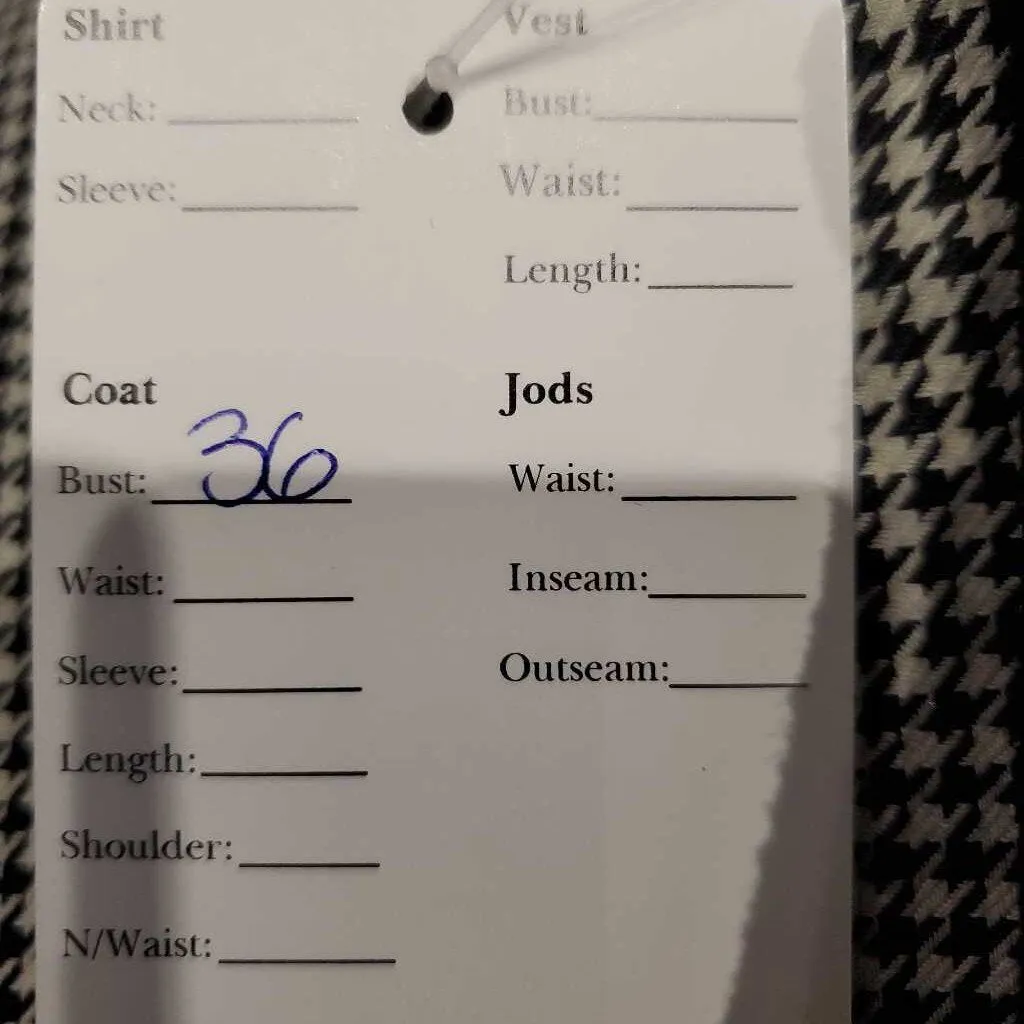 Shirt
Neck:
Sleeve:
Vest
Bust:
Waist:
Length:
Coat
Bust: 36
Waist:
Sleeve:
Length:
Shoulder:
N/Waist:
Jods
Waist:
Inseam:
Outseam: